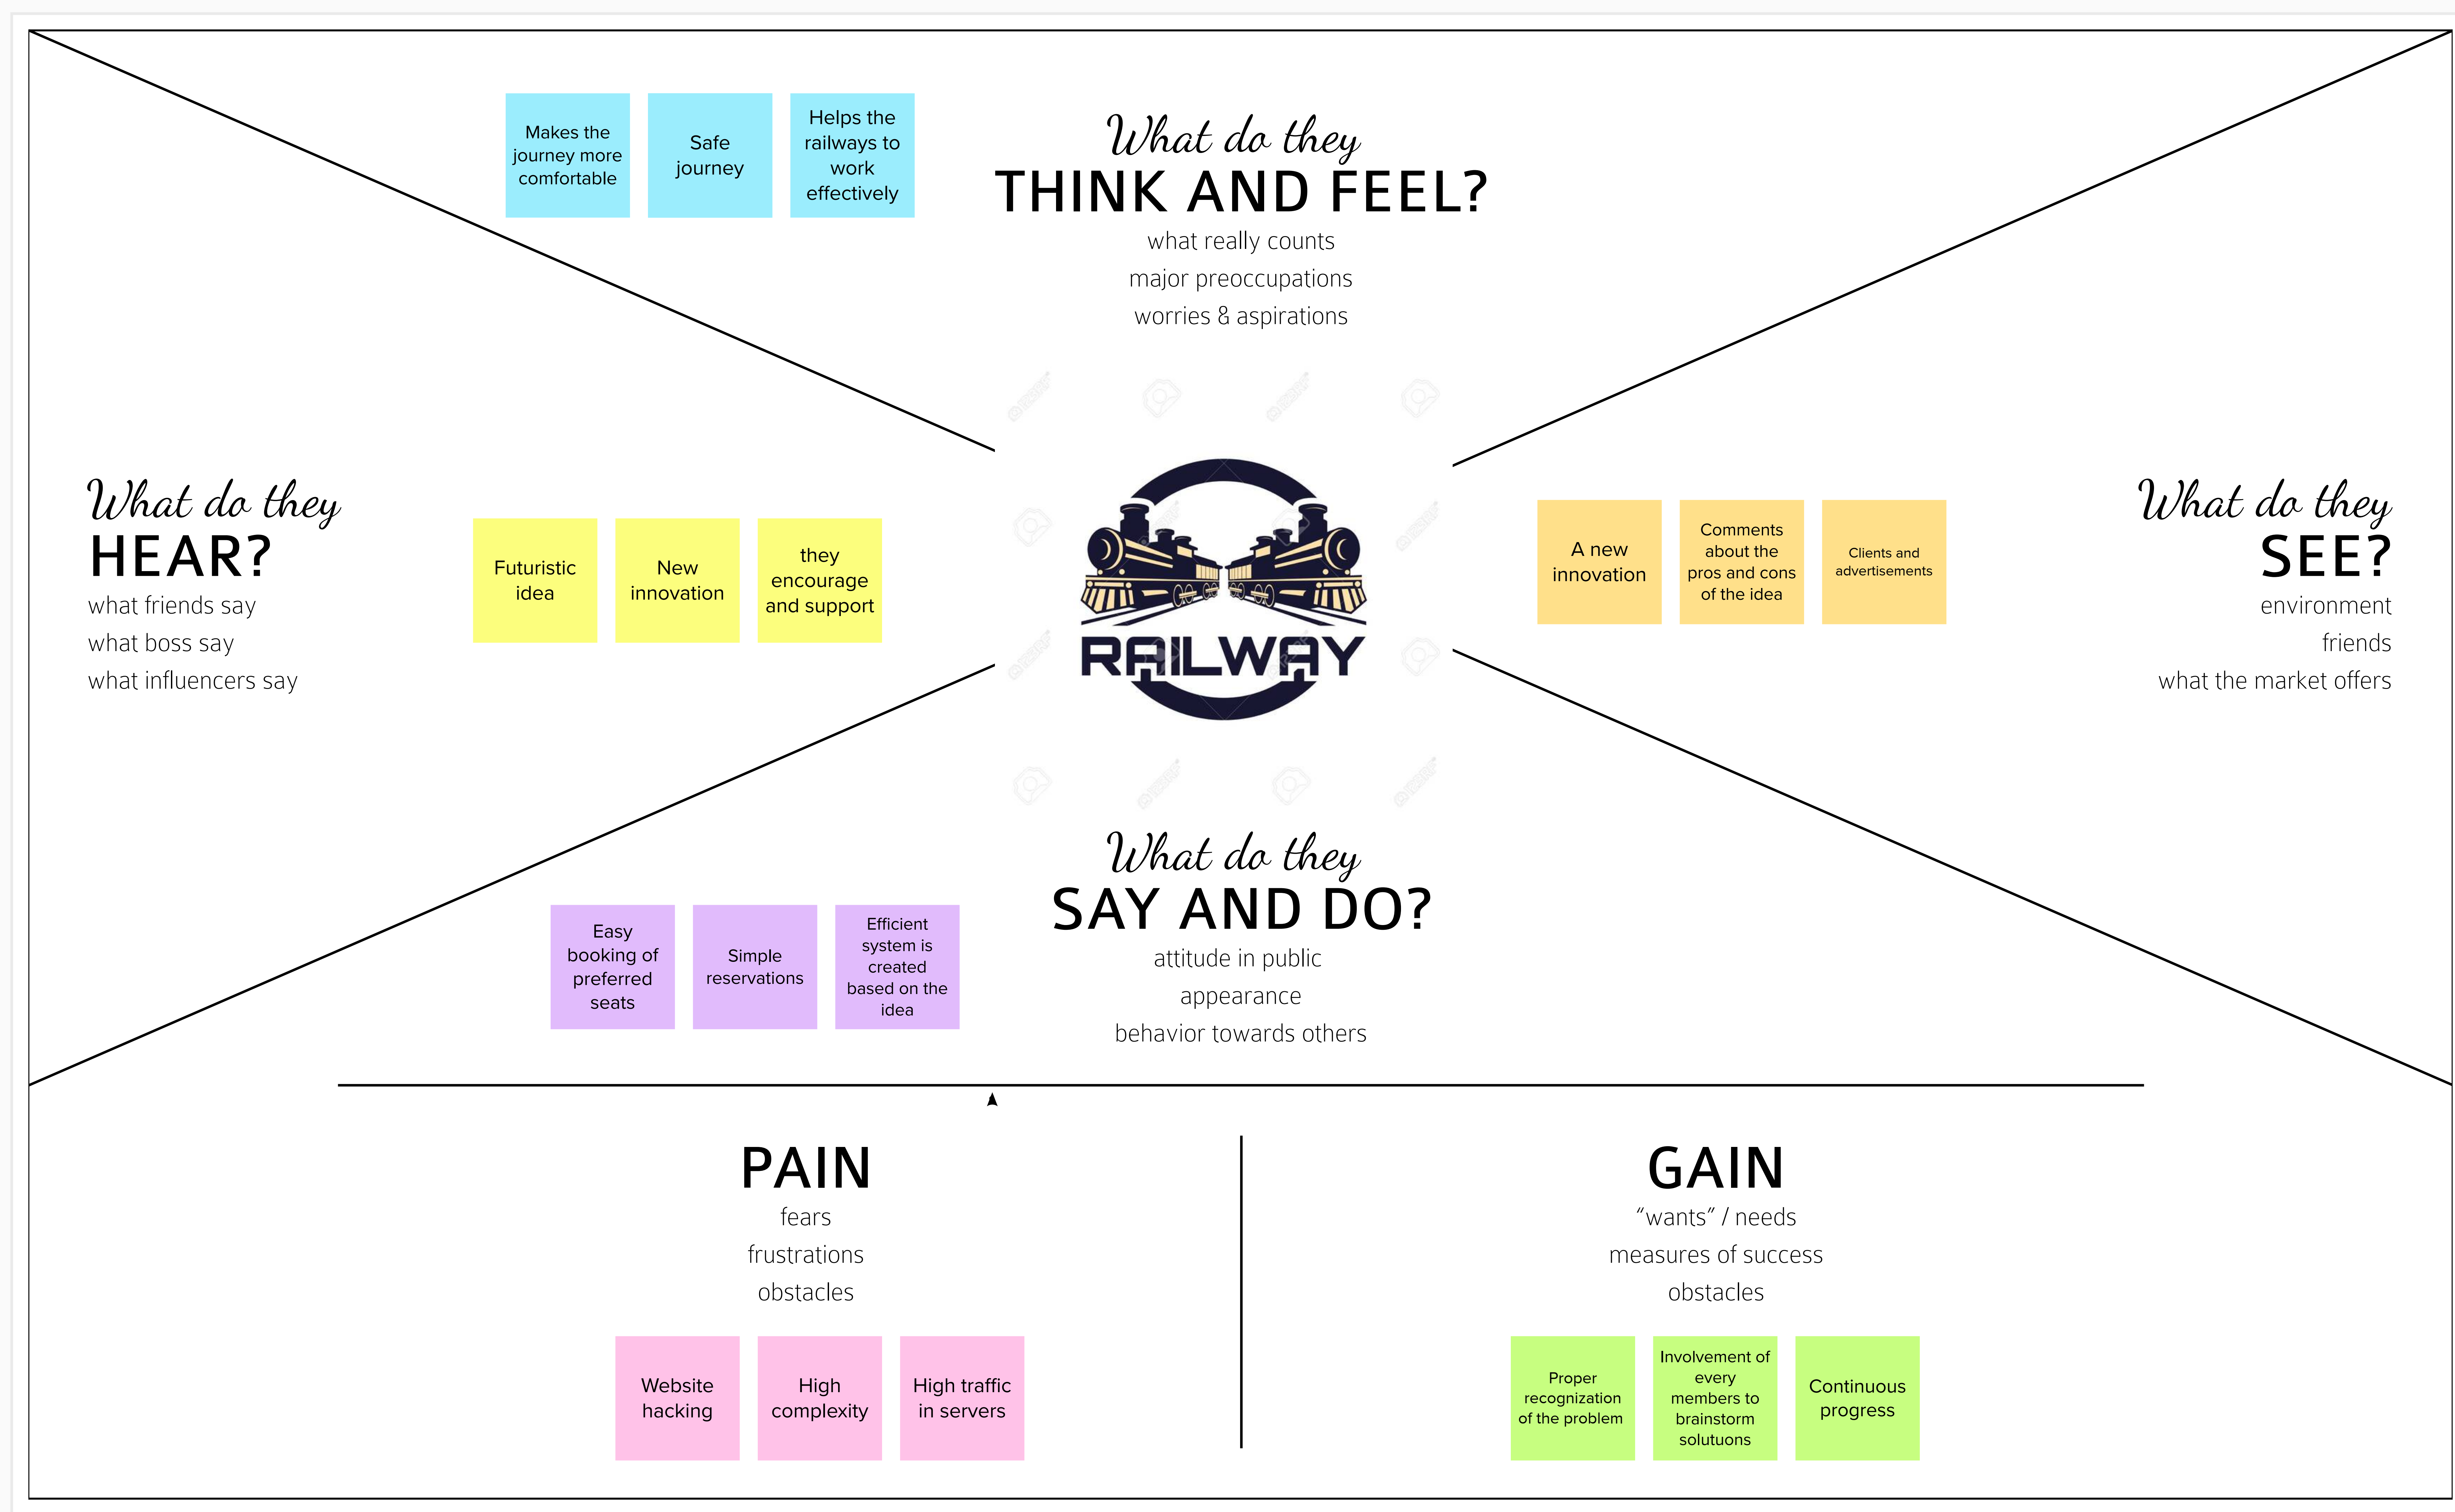 Makes the
journey more
comfortable
Safe
journey
Helps the
railways to
work
effectively
What do they
THINK AND FEEL?
what really counts
major preoccupations
worries & aspirations
What do they
HEAR?
what friends say
what boss say
what influencers say
Futuristic
idea
New
innovation
they
encourage
and support
RAILWAY
A new
innovation
Comments
about the
pros and cons
of the idea
Clients and
advertisements
What do they
SEE?
environment
friends
what the market offers
Easy
booking of
preferred
seats
Simple
reservations
Efficient
system is
created
based on the
idea
What do they
SAY AND DO?
attitude in public
appearance
behavior towards others
PAIN
fears
frustrations
obstacles
Website
hacking
High
complexity
High traffic
in servers
GAIN
“wants” / needs
measures of success
obstacles
Proper
recognization
of the problem
Involvement of
every
members to
brainstorm
solutuons
Continuous
progress